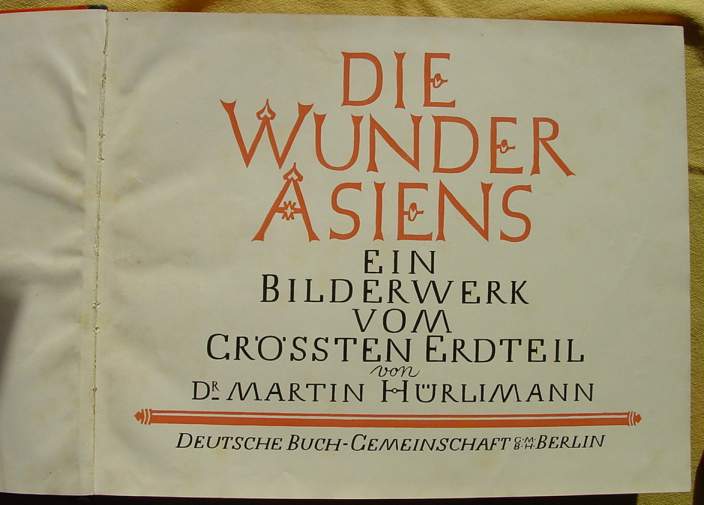 DIE
WUNDER
ASIENS
EIN
BILDERWERK
VOM
GRÖSSTEN ERDTEIL
von
DR MARTIN HÜRLIMANN
DEUTSCHE BUCH-GEMEINSCHAFT G.M.B.H. BERLIN